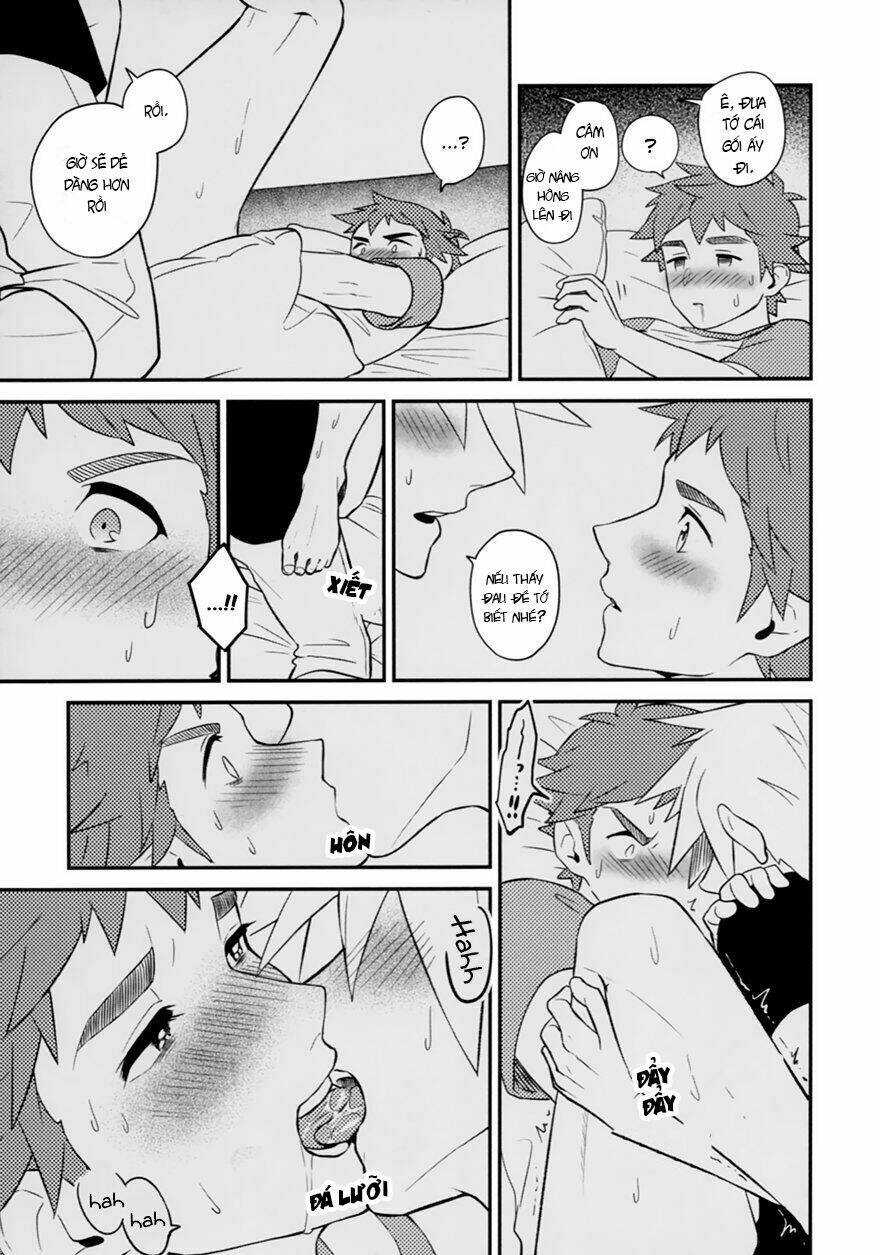 Ê, ĐƯA
TỚ CÁI
GỐI ẤY
ĐI.
?
CÂM
ƠN
GIỜ NÂNG
HÔNG
LÊN ĐI
...?
RỒI.
GIỜ SẼ DỄ
DÀNG HƠN
RỒI
NẾU THẤY
ĐAU ĐỂ TỚ
BIẾT NHÉ?
XIẾT
...!!
...?...!!
ĐẨY
ĐẨY
HÔN
Hahh
ĐÁ LƯỠI
hah
hah